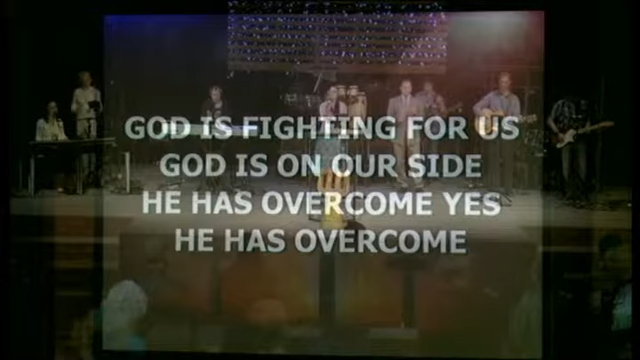 GOD IS FIGHTING FOR US
GOD IS ON OUR SIDE
HE HAS OVERCOME YES
HE HAS OVERCOME